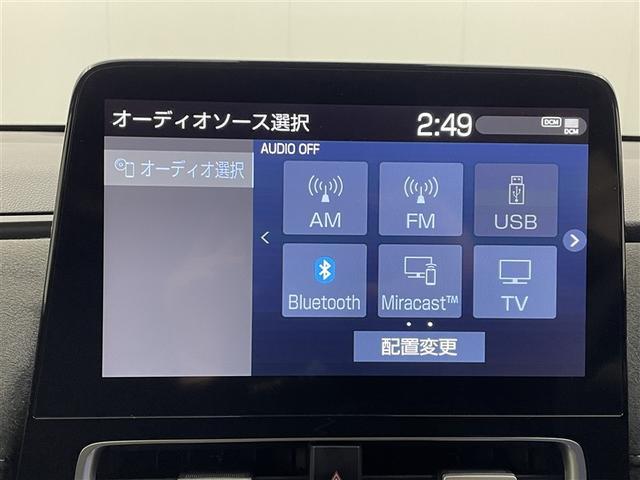 オーディオソース選択
2:49
DCM
DCM
オーディオ選択
AUDIO OFF
AM
FM
USB
Bluetooth
Miracast™
TV
配置変更